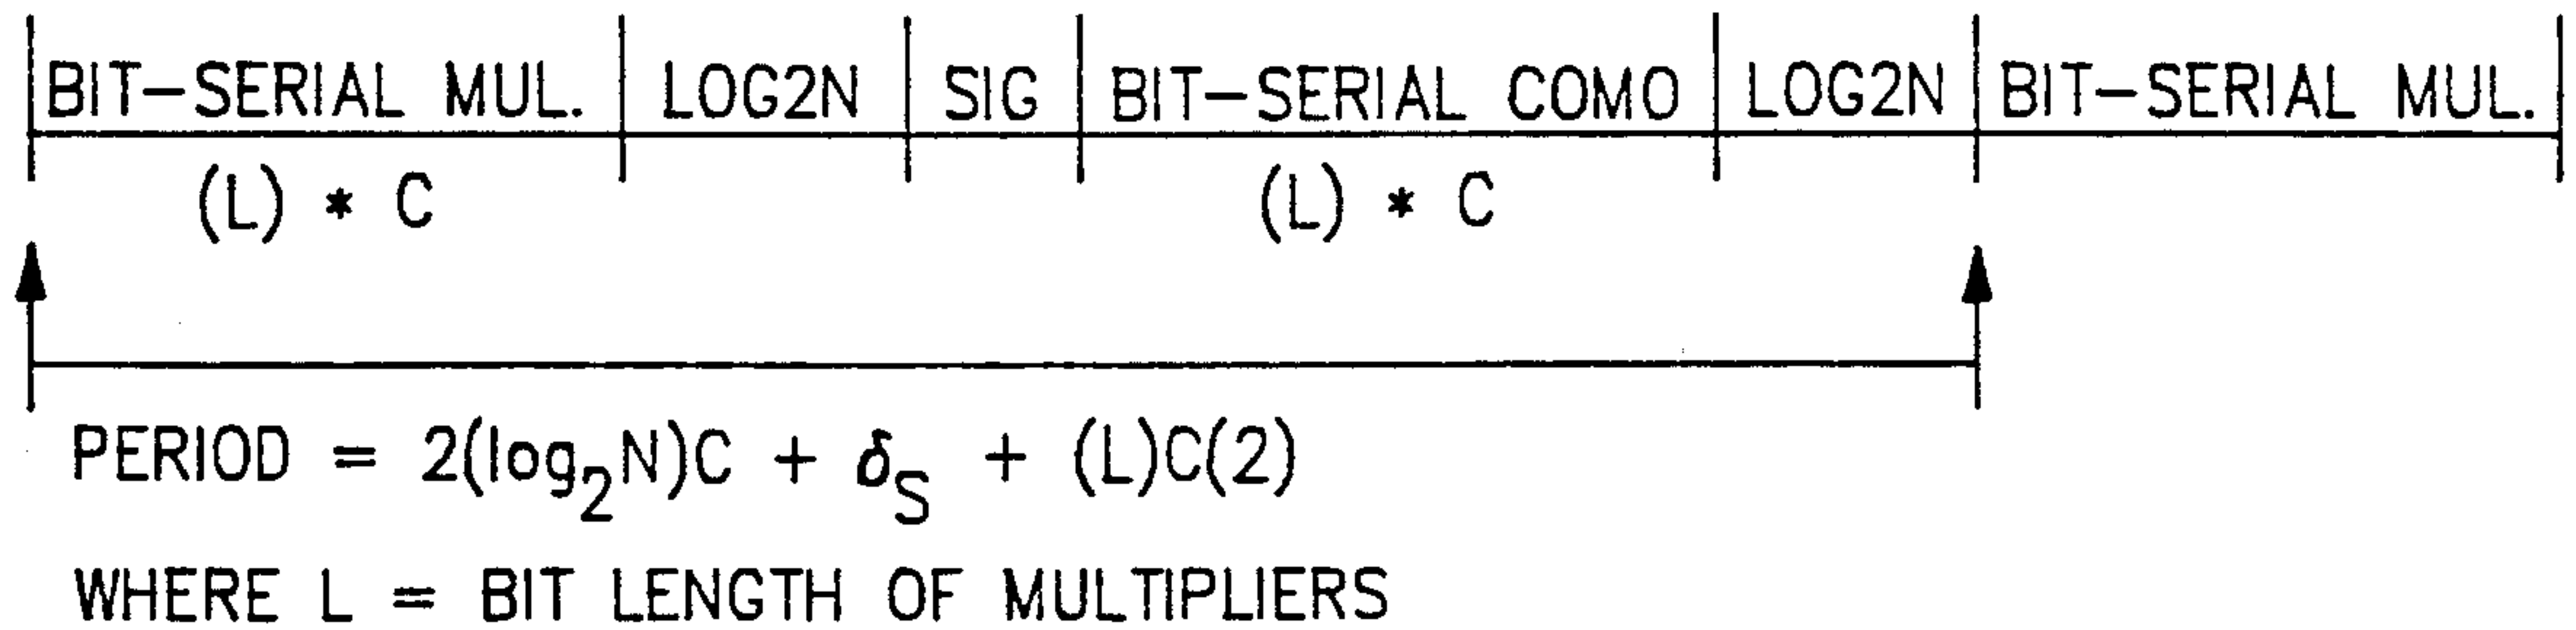 BIT-SERIAL MUL. LOG2N SIG BIT-SERIAL COMO LOG2N BIT-SERIAL MUL.
(L) * C (L) * C
PERIOD = 2(log₂N)C + δ_S + (L)C(2)
WHERE L = BIT LENGTH OF MULTIPLIERS